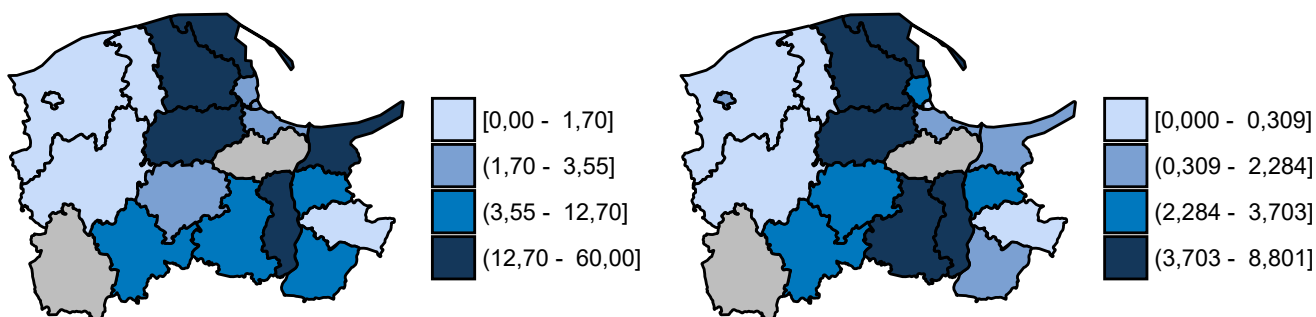 [0,00 - 1,70]
(1,70 - 3,55]
(3,55 - 12,70]
(12,70 - 60,00]
[0,000 - 0,309]
(0,309 - 2,284]
(2,284 - 3,703]
(3,703 - 8,801]